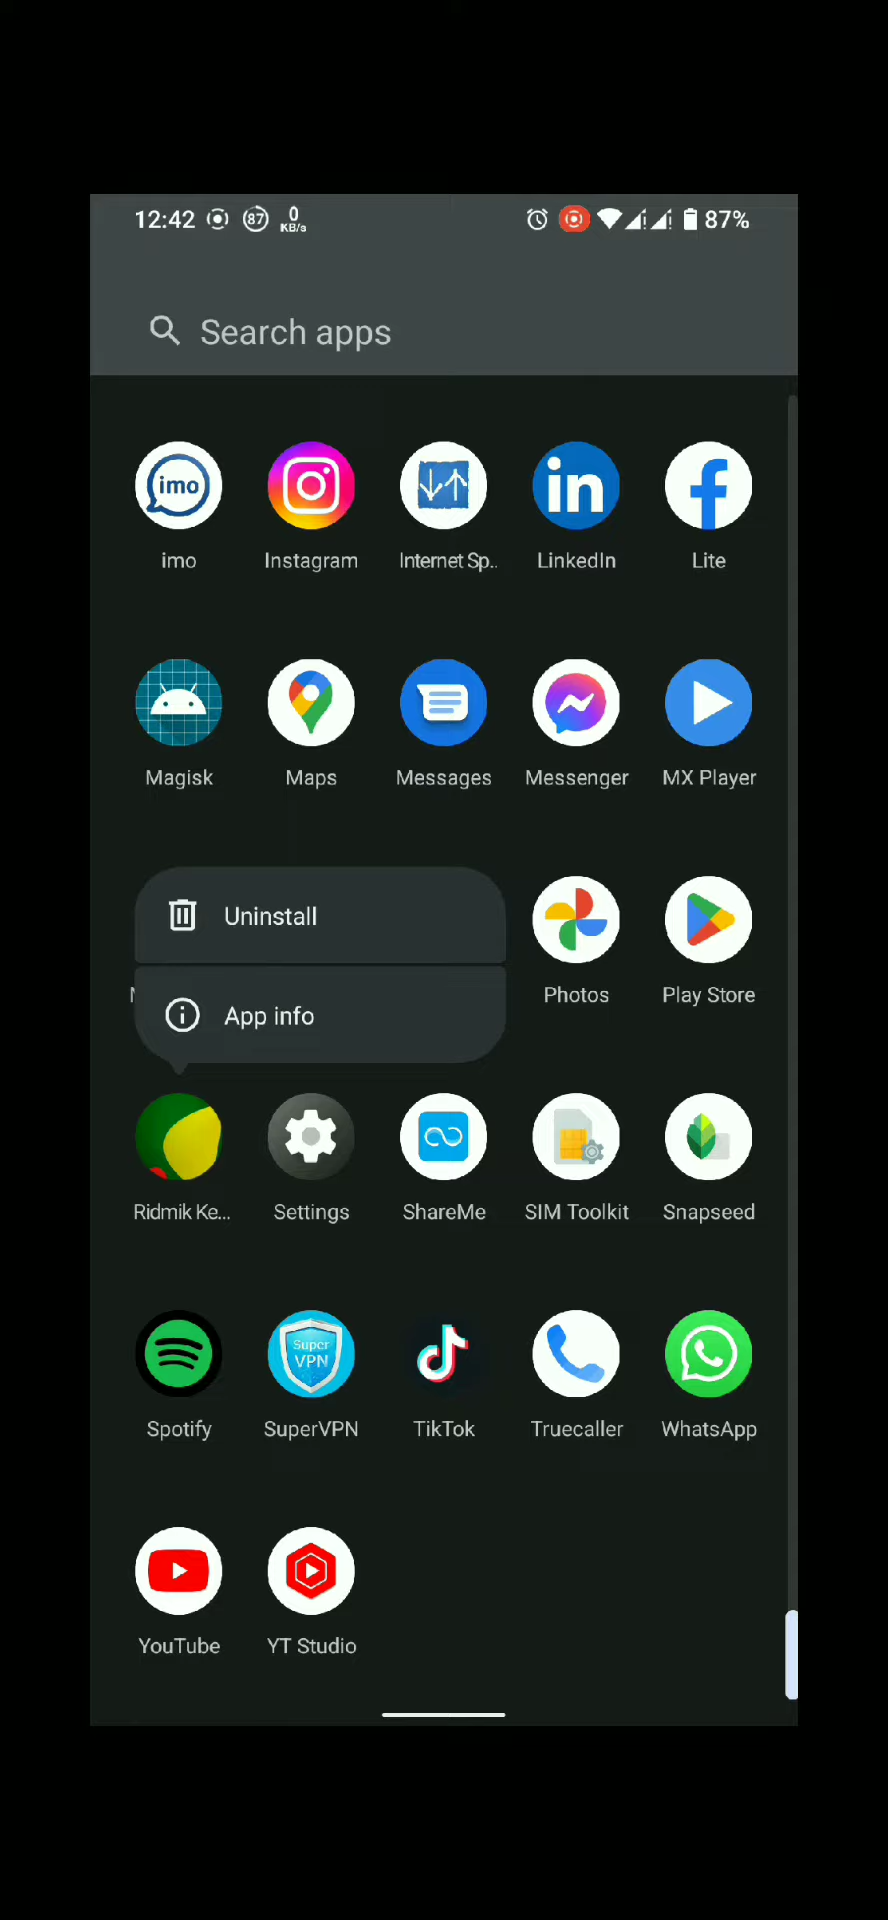 12:42 87 0 KB/s 87%
Search apps
imo
imo Instagram Internet Sp.. LinkedIn Lite
Magisk Maps Messages Messenger MX Player
Uninstall
Photos Play Store
App info
Ridmik Ke... Settings ShareMe SIM Toolkit Snapseed
Super
VPN
Spotify SuperVPN TikTok Truecaller WhatsApp
YouTube YT Studio